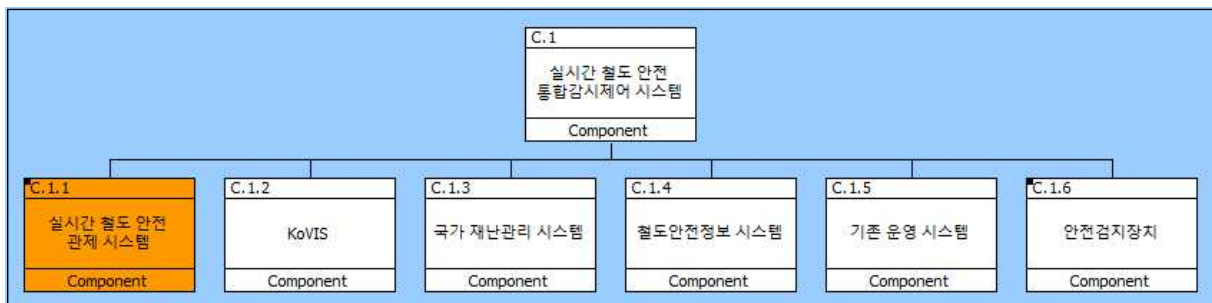 C.1
실시간 철도 안전
통합감시제어 시스템
Component
C.1.1
실시간 철도 안전
관제 시스템
Component
C.1.2
KoVIS
Component
C.1.3
국가 재난관리 시스템
Component
C.1.4
철도안전정보 시스템
Component
C.1.5
기존 운영 시스템
Component
C.1.6
안전검지장치
Component